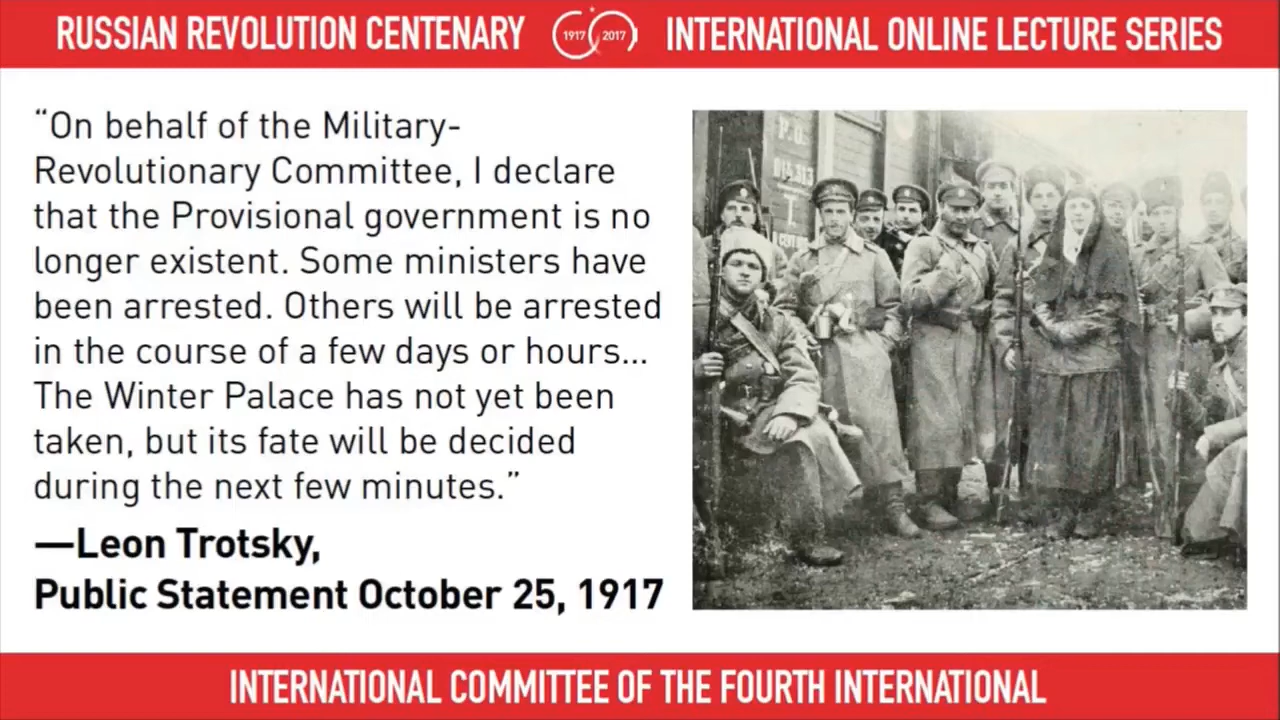 RUSSIAN REVOLUTION CENTENARY 1917 2017 INTERNATIONAL ONLINE LECTURE SERIES
“On behalf of the Military-
Revolutionary Committee, I declare
that the Provisional government is no
longer existent. Some ministers have
been arrested. Others will be arrested
in the course of a few days or hours...
The Winter Palace has not yet been
taken, but its fate will be decided
during the next few minutes.”
—Leon Trotsky,
Public Statement October 25, 1917
INTERNATIONAL COMMITTEE OF THE FOURTH INTERNATIONAL